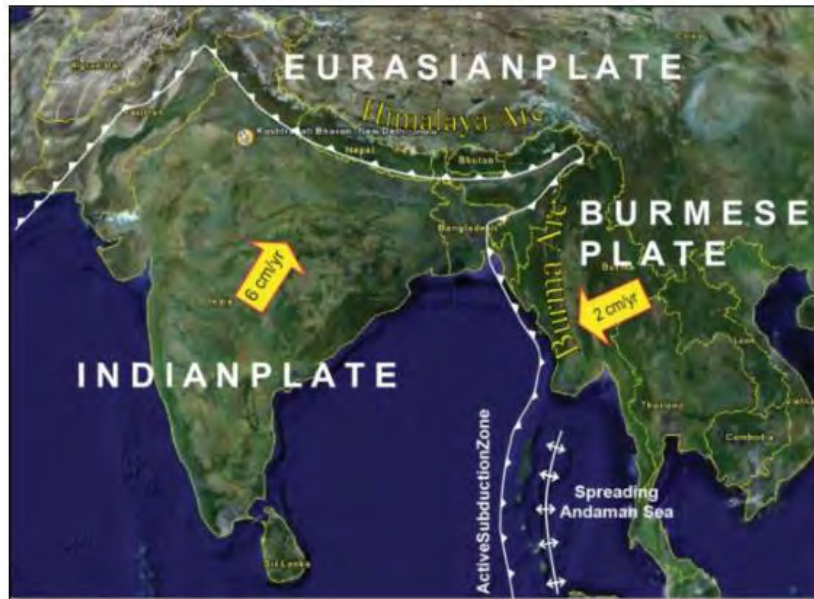 EURASIANPLATE
Himalaya Arc
Nepal
Bhutan
Bangladesh
BURMESE
PLATE
Burma Arc
6 cm/yr
2 cm/yr
India
INDIANPLATE
Thailand
Cambodia
ActiveSubductionZone
Spreading
Andaman Sea
Sri Lanka